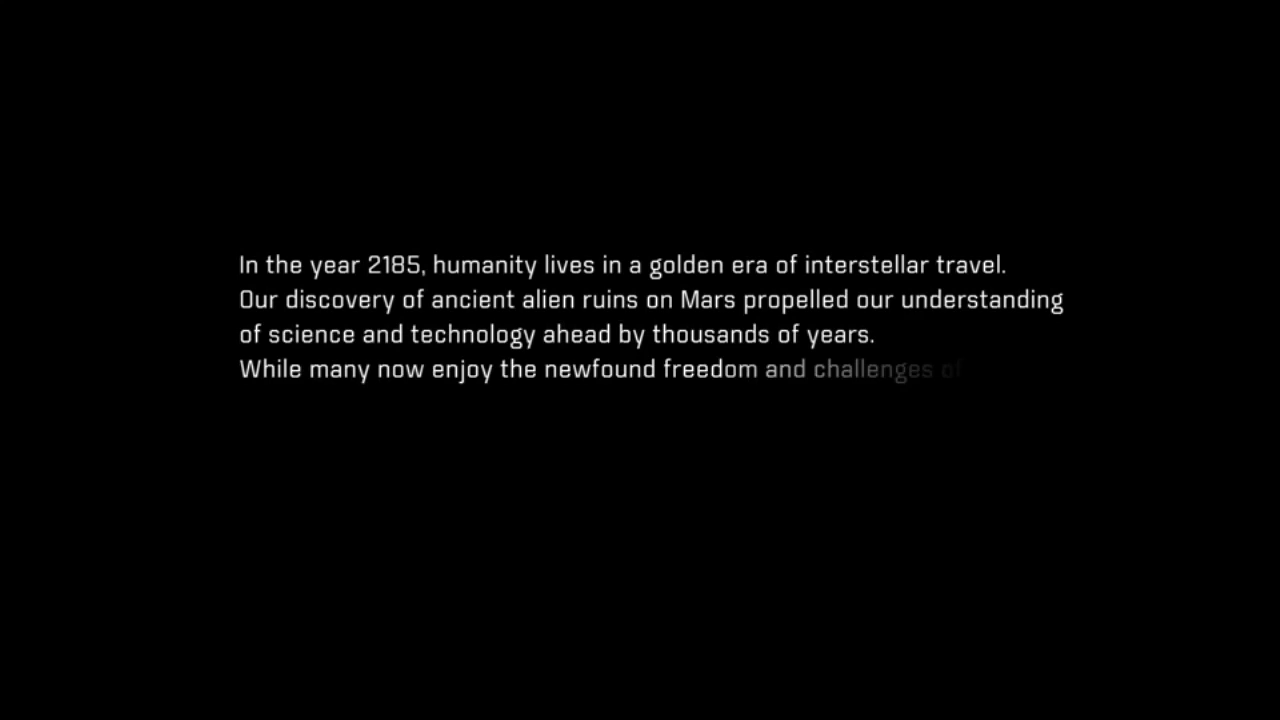 In the year 2185, humanity lives in a golden era of interstellar travel.
Our discovery of ancient alien ruins on Mars propelled our understanding
of science and technology ahead by thousands of years.
While many now enjoy the newfound freedom and challenges of